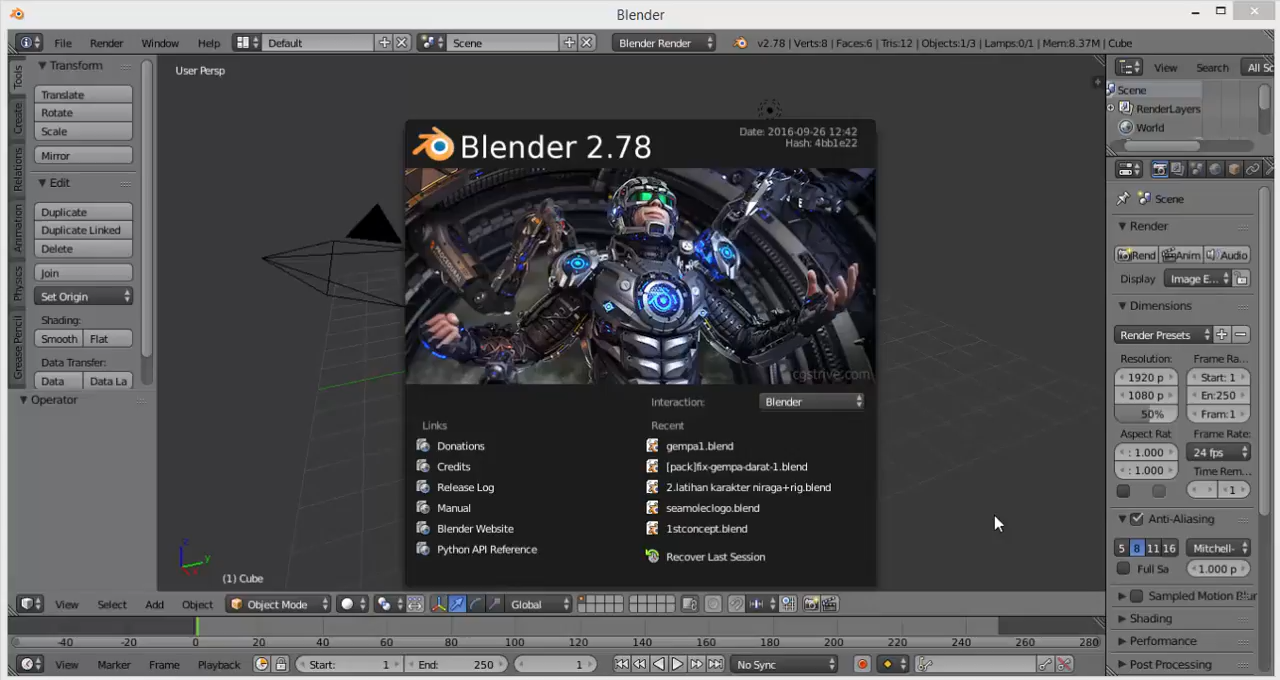 Blender
File Render Window Help Default Scene Blender Render v2.78 | Verts:8 | Faces:6 | Tris:12 | Objects:1/3 | Lamps:0/1 | Mem:8.37M | Cube
Tools
Create
Relations
Animation
Physics
Grease Pencil
Transform
Translate
Rotate
Scale
Mirror
Edit
Duplicate
Duplicate Linked
Delete
Join
Set Origin
Shading:
Smooth Flat
Data Transfer:
Data Data La
Operator
User Persp
Blender 2.78
Date: 2016-09-26 12:42
Hash: 4bb1e22
cgstrive.com
Interaction: Blender
Links
Donations
Credits
Release Log
Manual
Blender Website
Python API Reference
Recent
gempa1.blend
[pack]fix-gempa-darat-1.blend
2.latihan karakter niraga+rig.blend
seamoleclogo.blend
1stconcept.blend
Recover Last Session
z
y
(1) Cube
View Search All Sc
Scene
RenderLayers
World
Scene
Render
Rend Anim Audio
Display Image E...
Dimensions
Render Presets
Resolution: Frame Ra...
1920 p Start: 1
1080 p En:250
50% Fram:1
Aspect Rat Frame Rate:
: 1.000 24 fps
: 1.000 Time Rem...
1
Anti-Aliasing
5 8 11 16 Mitchell-
Full Sa 1.000 p
Sampled Motion Blur
Shading
Performance
Post Processing
View Select Add Object Object Mode Global
-40 -20 0 20 40 60 80 100 120 140 160 180 200 220 240 260 280
View Marker Frame Playback Start: 1 End: 250 1 No Sync